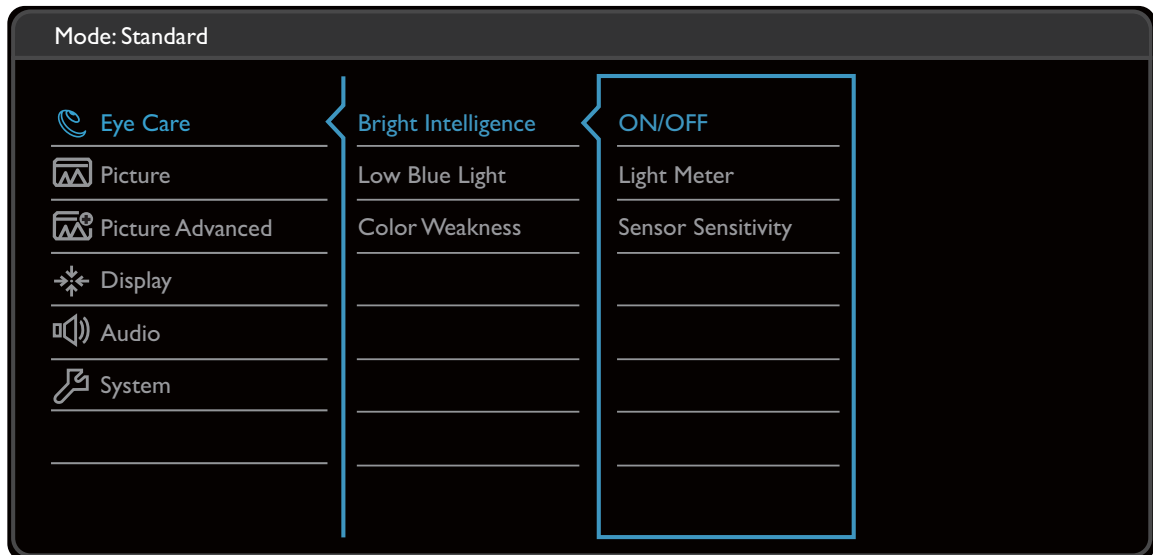 Mode: Standard
Eye Care
Picture
Picture Advanced
Display
Audio
System
Bright Intelligence
Low Blue Light
Color Weakness
ON/OFF
Light Meter
Sensor Sensitivity